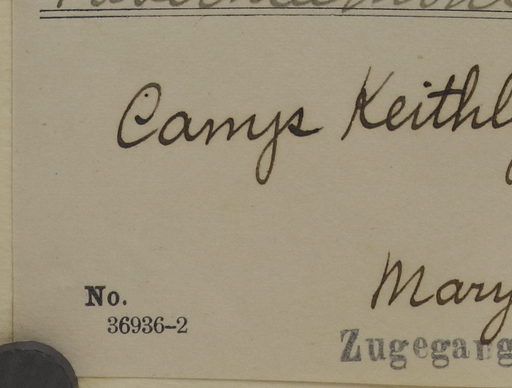 Camys Keithl
Mary
No.
36936-2
Zugegang